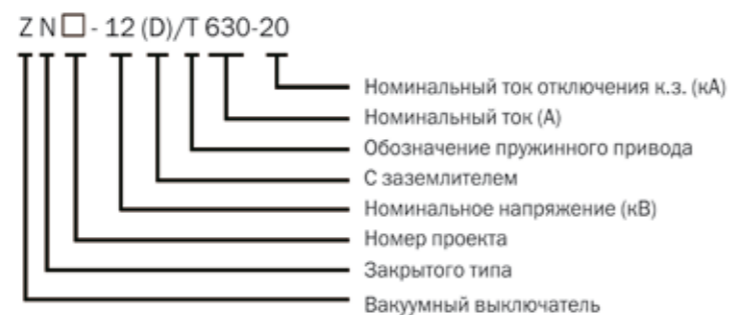 Z N□ - 12 (D)/T 630-20
Номинальный ток отключения к.з. (кА)
Номинальный ток (А)
Обозначение пружинного привода
С заземлителем
Номинальное напряжение (кВ)
Номер проекта
Закрытого типа
Вакуумный выключатель